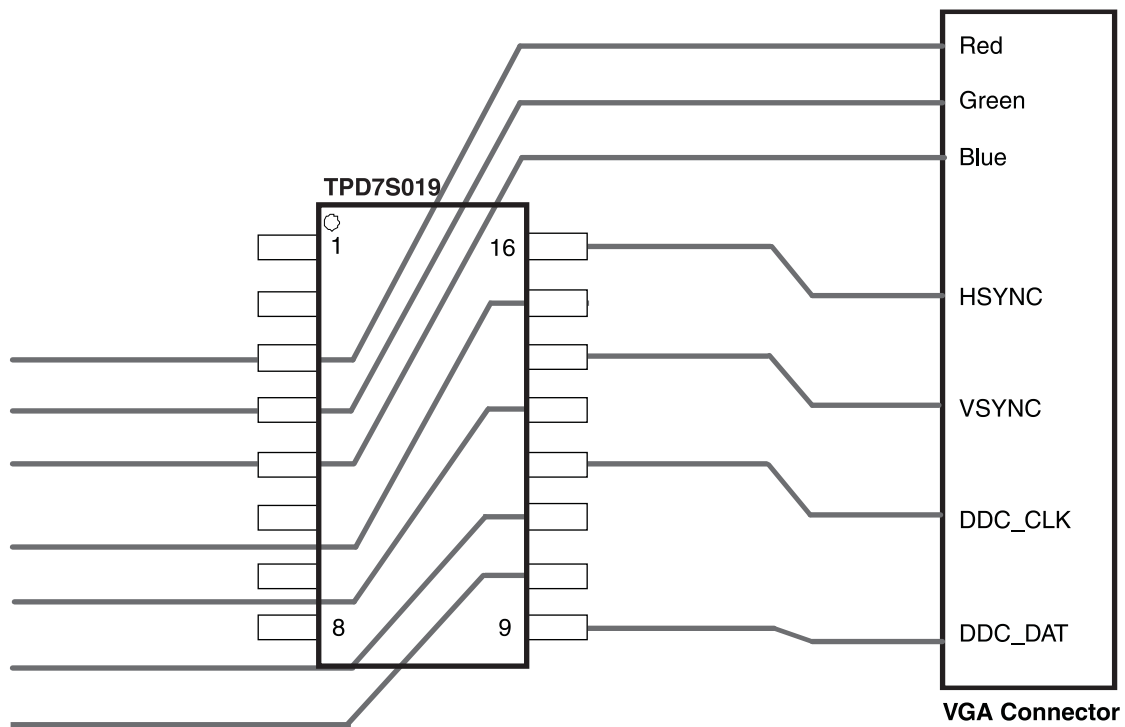 Red
Green
Blue
TPD7S019
1
16
HSYNC
VSYNC
DDC_CLK
8
9
DDC_DAT
VGA Connector